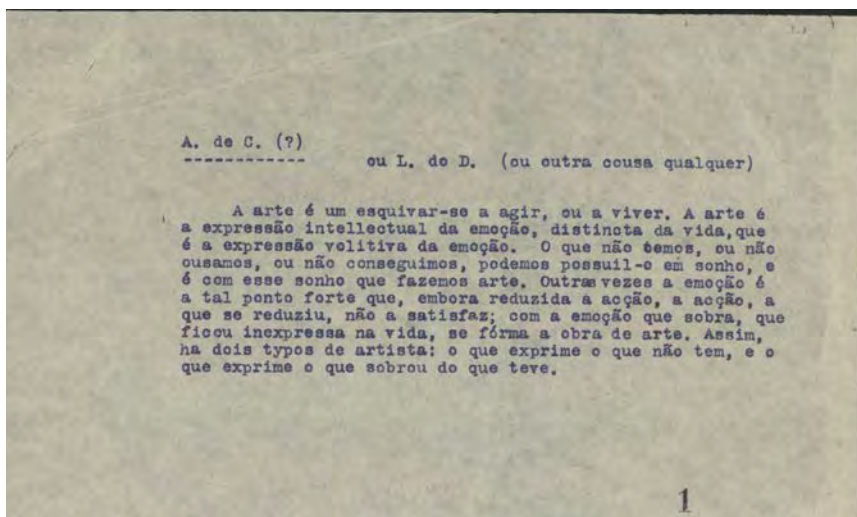 A. de C. (?)
------------
ou L. do D. (ou outra cousa qualquer)
A arte é um esquivar-se a agir, ou a viver. A arte é
a expressão intellectual da emoção, distincta da vida,que
é a expressão volitiva da emoção. O que não temos, ou não
ousamos, ou não conseguimos, podemos possuil-o em sonho, e
é com esse sonho que fazemos arte. Outras vezes a emoção é
a tal ponto forte que, embora reduzida a acção, a acção, a
que se reduziu, não a satisfaz; com a emoção que sobra, que
ficou inexpressa na vida, se fórma a obra de arte. Assim,
ha dois typos de artista: o que exprime o que não tem, e o
que exprime o que sobrou do que teve.
1